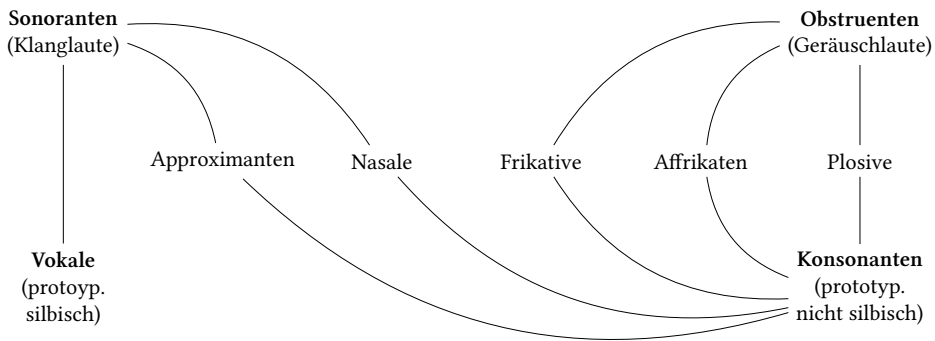 Sonoranten
(Klanglaute)
Obstruenten
(Geräuschlaute)
Approximanten
Nasale
Frikative
Affrikaten
Plosive
Vokale
(protoyp.
silbisch)
Konsonanten
(prototyp.
nicht silbisch)